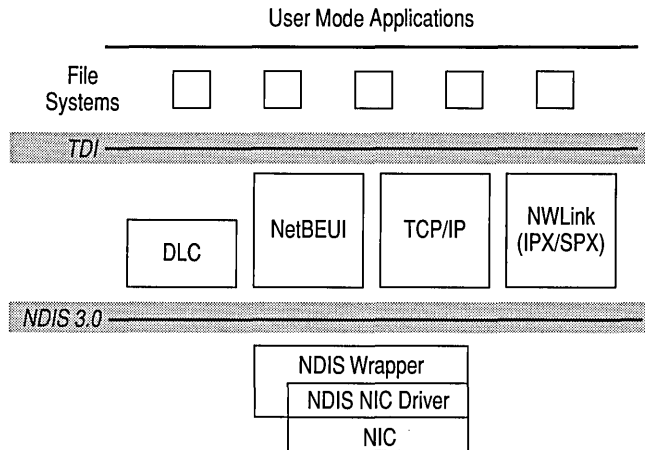 User Mode Applications
File
Systems
TDI
DLC
NetBEUI
TCP/IP
NWLink
(IPX/SPX)
NDIS 3.0
NDIS Wrapper
NDIS NIC Driver
NIC